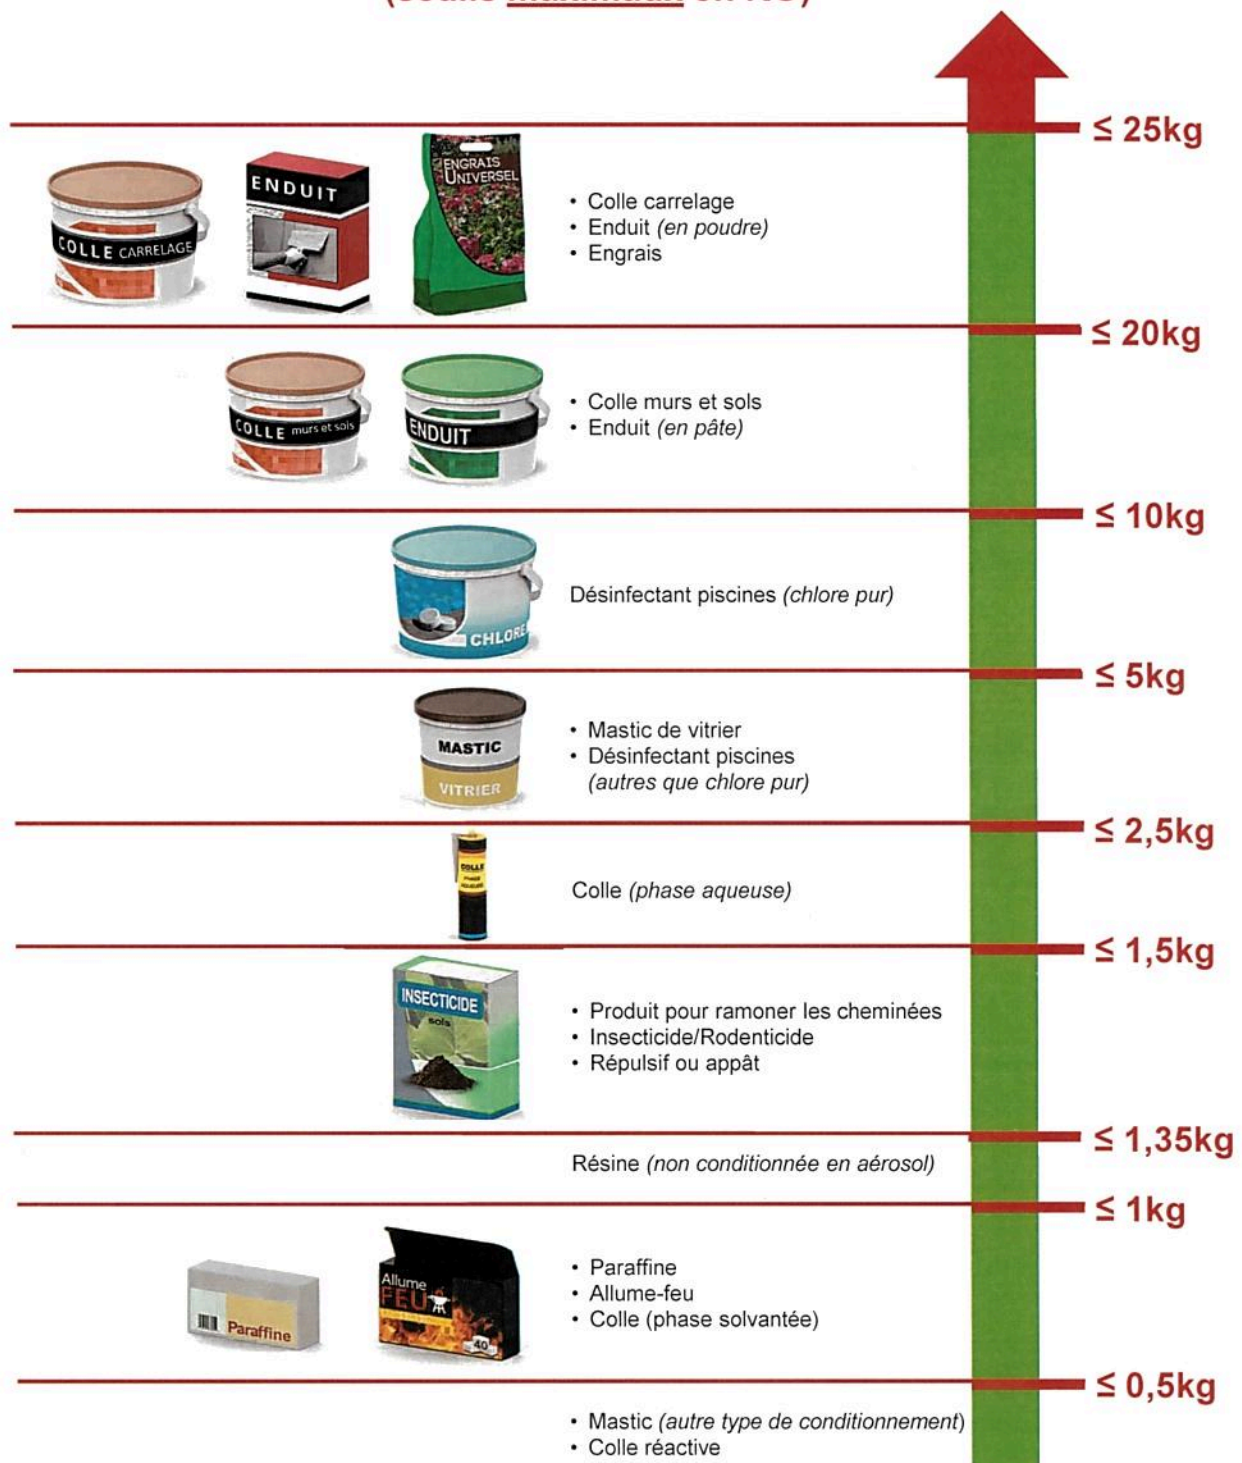 ≤ 25kg
COLLE CARRELAGE
ENDUIT
ENGRAIS
UNIVERSEL
• Colle carrelage
• Enduit (en poudre)
• Engrais
≤ 20kg
COLLE murs et sols
ENDUIT
• Colle murs et sols
• Enduit (en pâte)
≤ 10kg
CHLORE
Désinfectant piscines (chlore pur)
≤ 5kg
MASTIC
VITRIER
• Mastic de vitrier
• Désinfectant piscines
(autres que chlore pur)
≤ 2,5kg
COLLE
PHASE
AQUEUSE
Colle (phase aqueuse)
≤ 1,5kg
INSECTICIDE
sols
• Produit pour ramoner les cheminées
• Insecticide/Rodenticide
• Répulsif ou appât
≤ 1,35kg
Résine (non conditionnée en aérosol)
≤ 1kg
Paraffine
Allume
FEU
40
• Paraffine
• Allume-feu
• Colle (phase solvantée)
≤ 0,5kg
• Mastic (autre type de conditionnement)
• Colle réactive